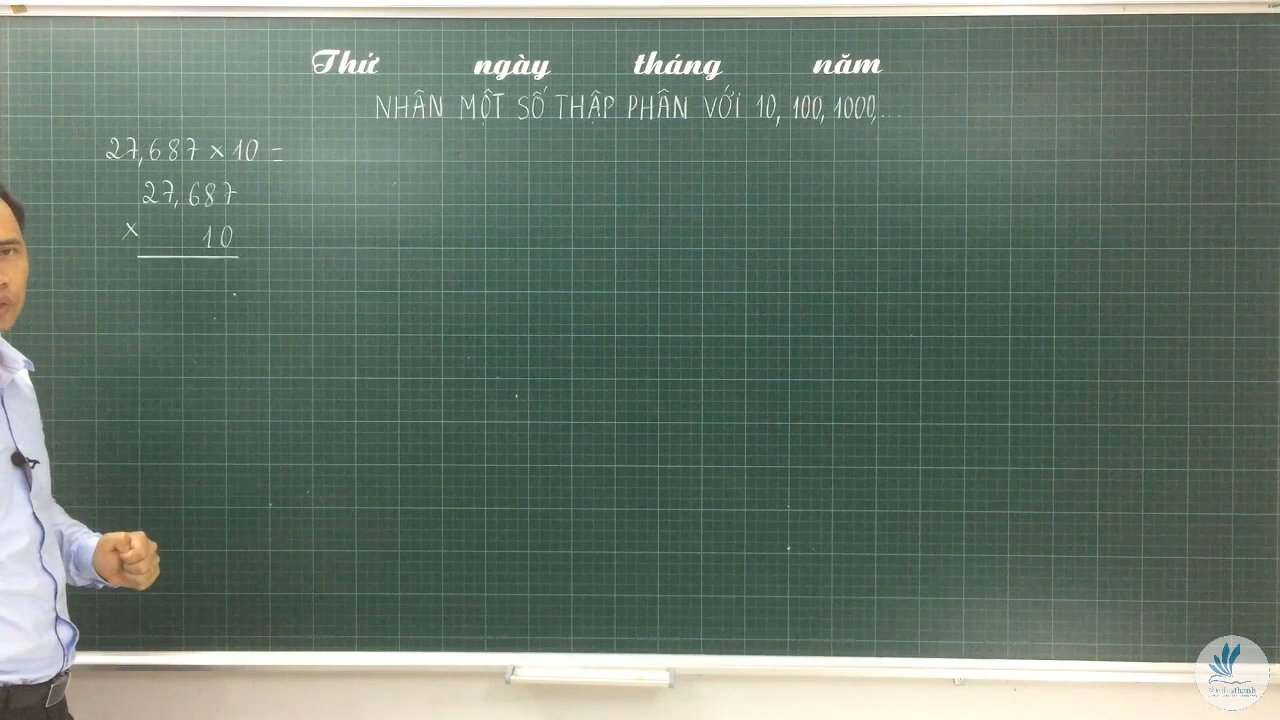 Thứ ngày tháng năm
NHÂN MỘT SỐ THẬP PHÂN VỚI 10, 100, 1000,...
27,687 × 10 =
27,687
× 10